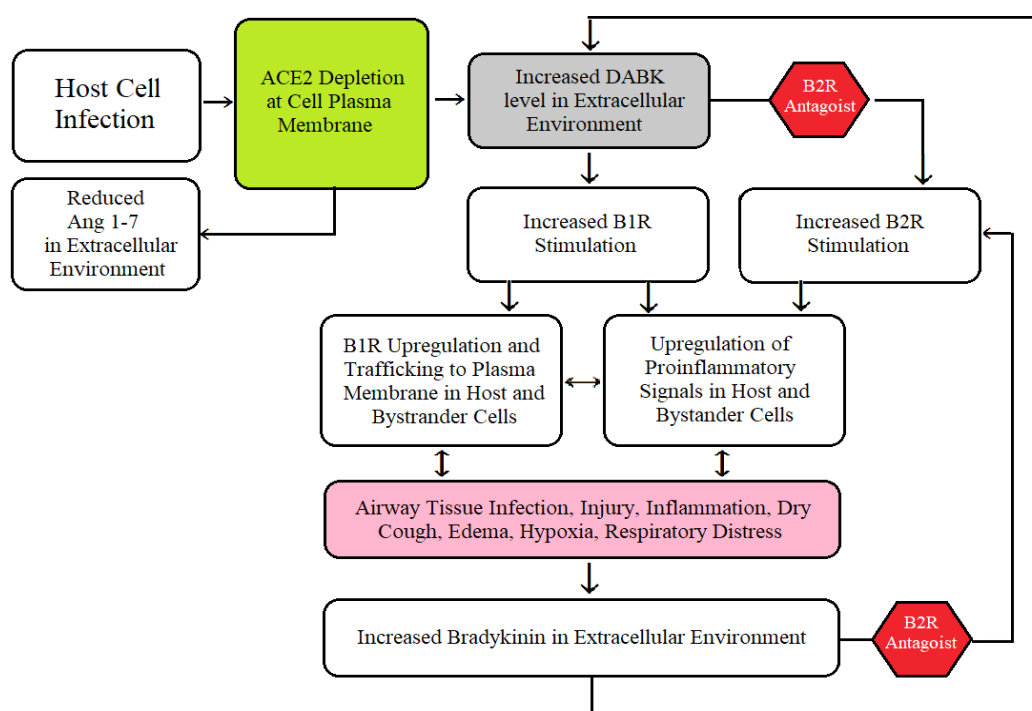 Host Cell
Infection
ACE2 Depletion
at Cell Plasma
Membrane
Increased DABK
level in Extracellular
Environment
B2R
Antagoist
Reduced
Ang 1-7
in Extracellular
Environment
Increased B1R
Stimulation
Increased B2R
Stimulation
B1R Upregulation and
Trafficking to Plasma
Membrane in Host and
Bystrander Cells
Upregulation of
Proinflammatory
Signals in Host and
Bystander Cells
Airway Tissue Infection, Injury, Inflammation, Dry
Cough, Edema, Hypoxia, Respiratory Distress
Increased Bradykinin in Extracellular Environment
B2R
Antagoist